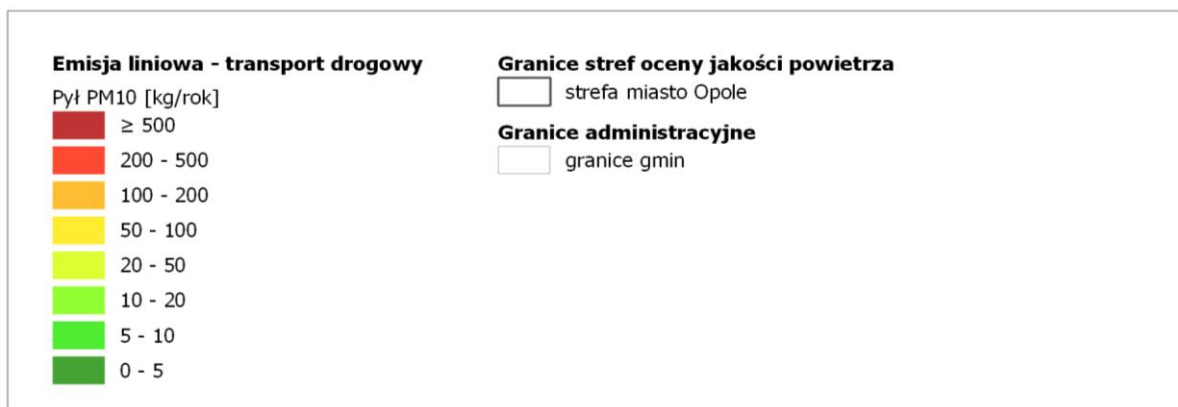 Emisja liniowa - transport drogowy
Pył PM10 [kg/rok]
≥ 500
200 - 500
100 - 200
50 - 100
20 - 50
10 - 20
5 - 10
0 - 5
Granice stref oceny jakości powietrza
strefa miasto Opole
Granice administracyjne
granice gmin